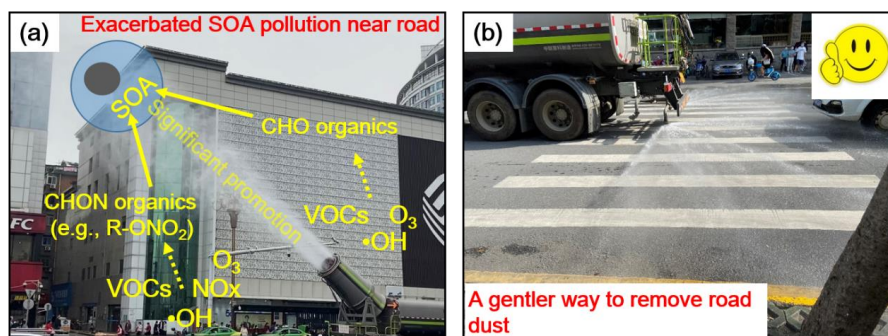 (a)
Exacerbated SOA pollution near road
SOA
Significant promotion
CHO organics
CHON organics
(e.g., R-ONO₂)
VOCs O₃
•OH
O₃
VOCs NOx
•OH
FC
(b)
A gentler way to remove road
dust